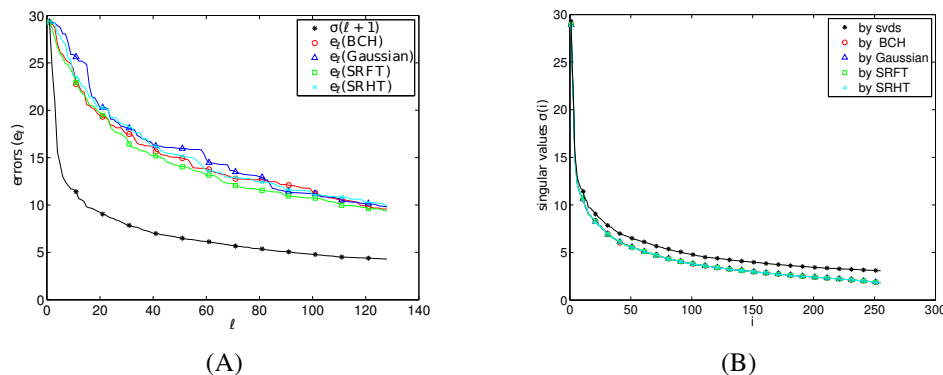 30
25
20
15
10
5
0
errors (eℓ)
0 20 40 60 80 100 120 140
ℓ
σ(ℓ + 1)
eℓ(BCH)
eℓ(Gaussian)
eℓ(SRFT)
eℓ(SRHT)
(A)
30
25
20
15
10
5
0
singular values σ(i)
0 50 100 150 200 250 300
i
by svds
by BCH
by Gaussian
by SRFT
by SRHT
(B)